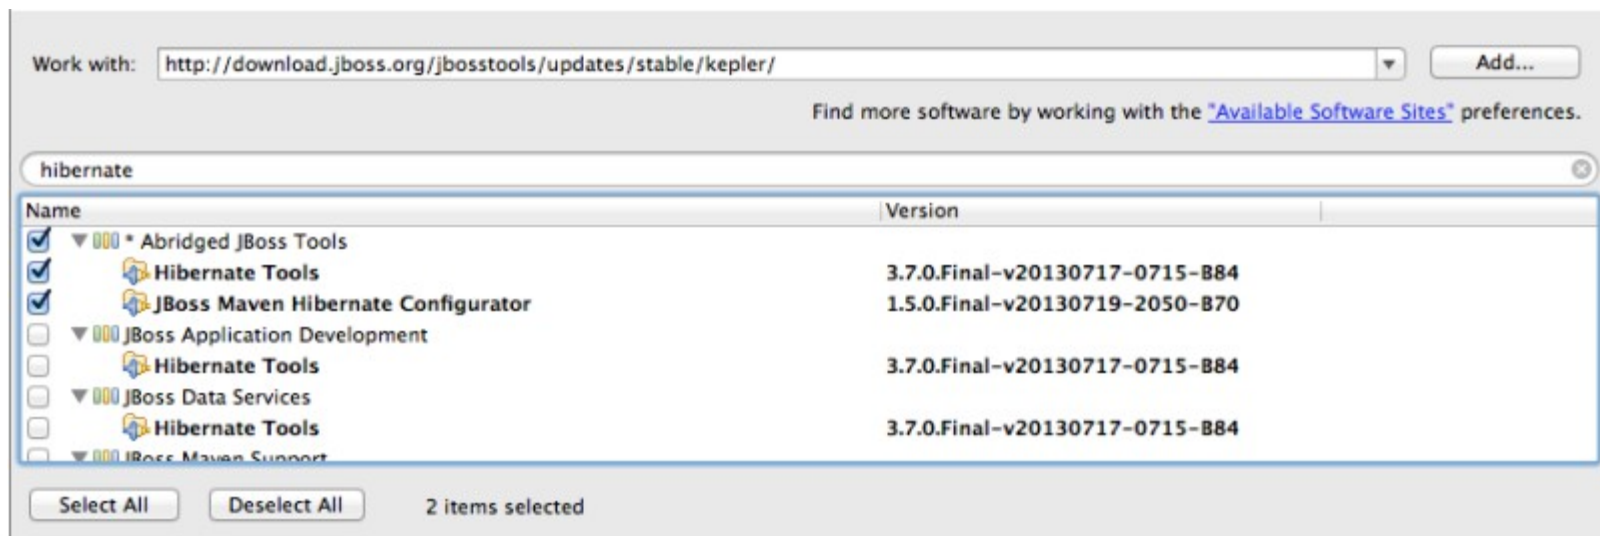 Work with: http://download.jboss.org/jbosstools/updates/stable/kepler/ Add...
Find more software by working with the "Available Software Sites" preferences.
hibernate
Name Version
* Abridged JBoss Tools
Hibernate Tools 3.7.0.Final-v20130717-0715-B84
JBoss Maven Hibernate Configurator 1.5.0.Final-v20130719-2050-B70
JBoss Application Development
Hibernate Tools 3.7.0.Final-v20130717-0715-B84
JBoss Data Services
Hibernate Tools 3.7.0.Final-v20130717-0715-B84
JBoss Maven Support
Select All Deselect All 2 items selected